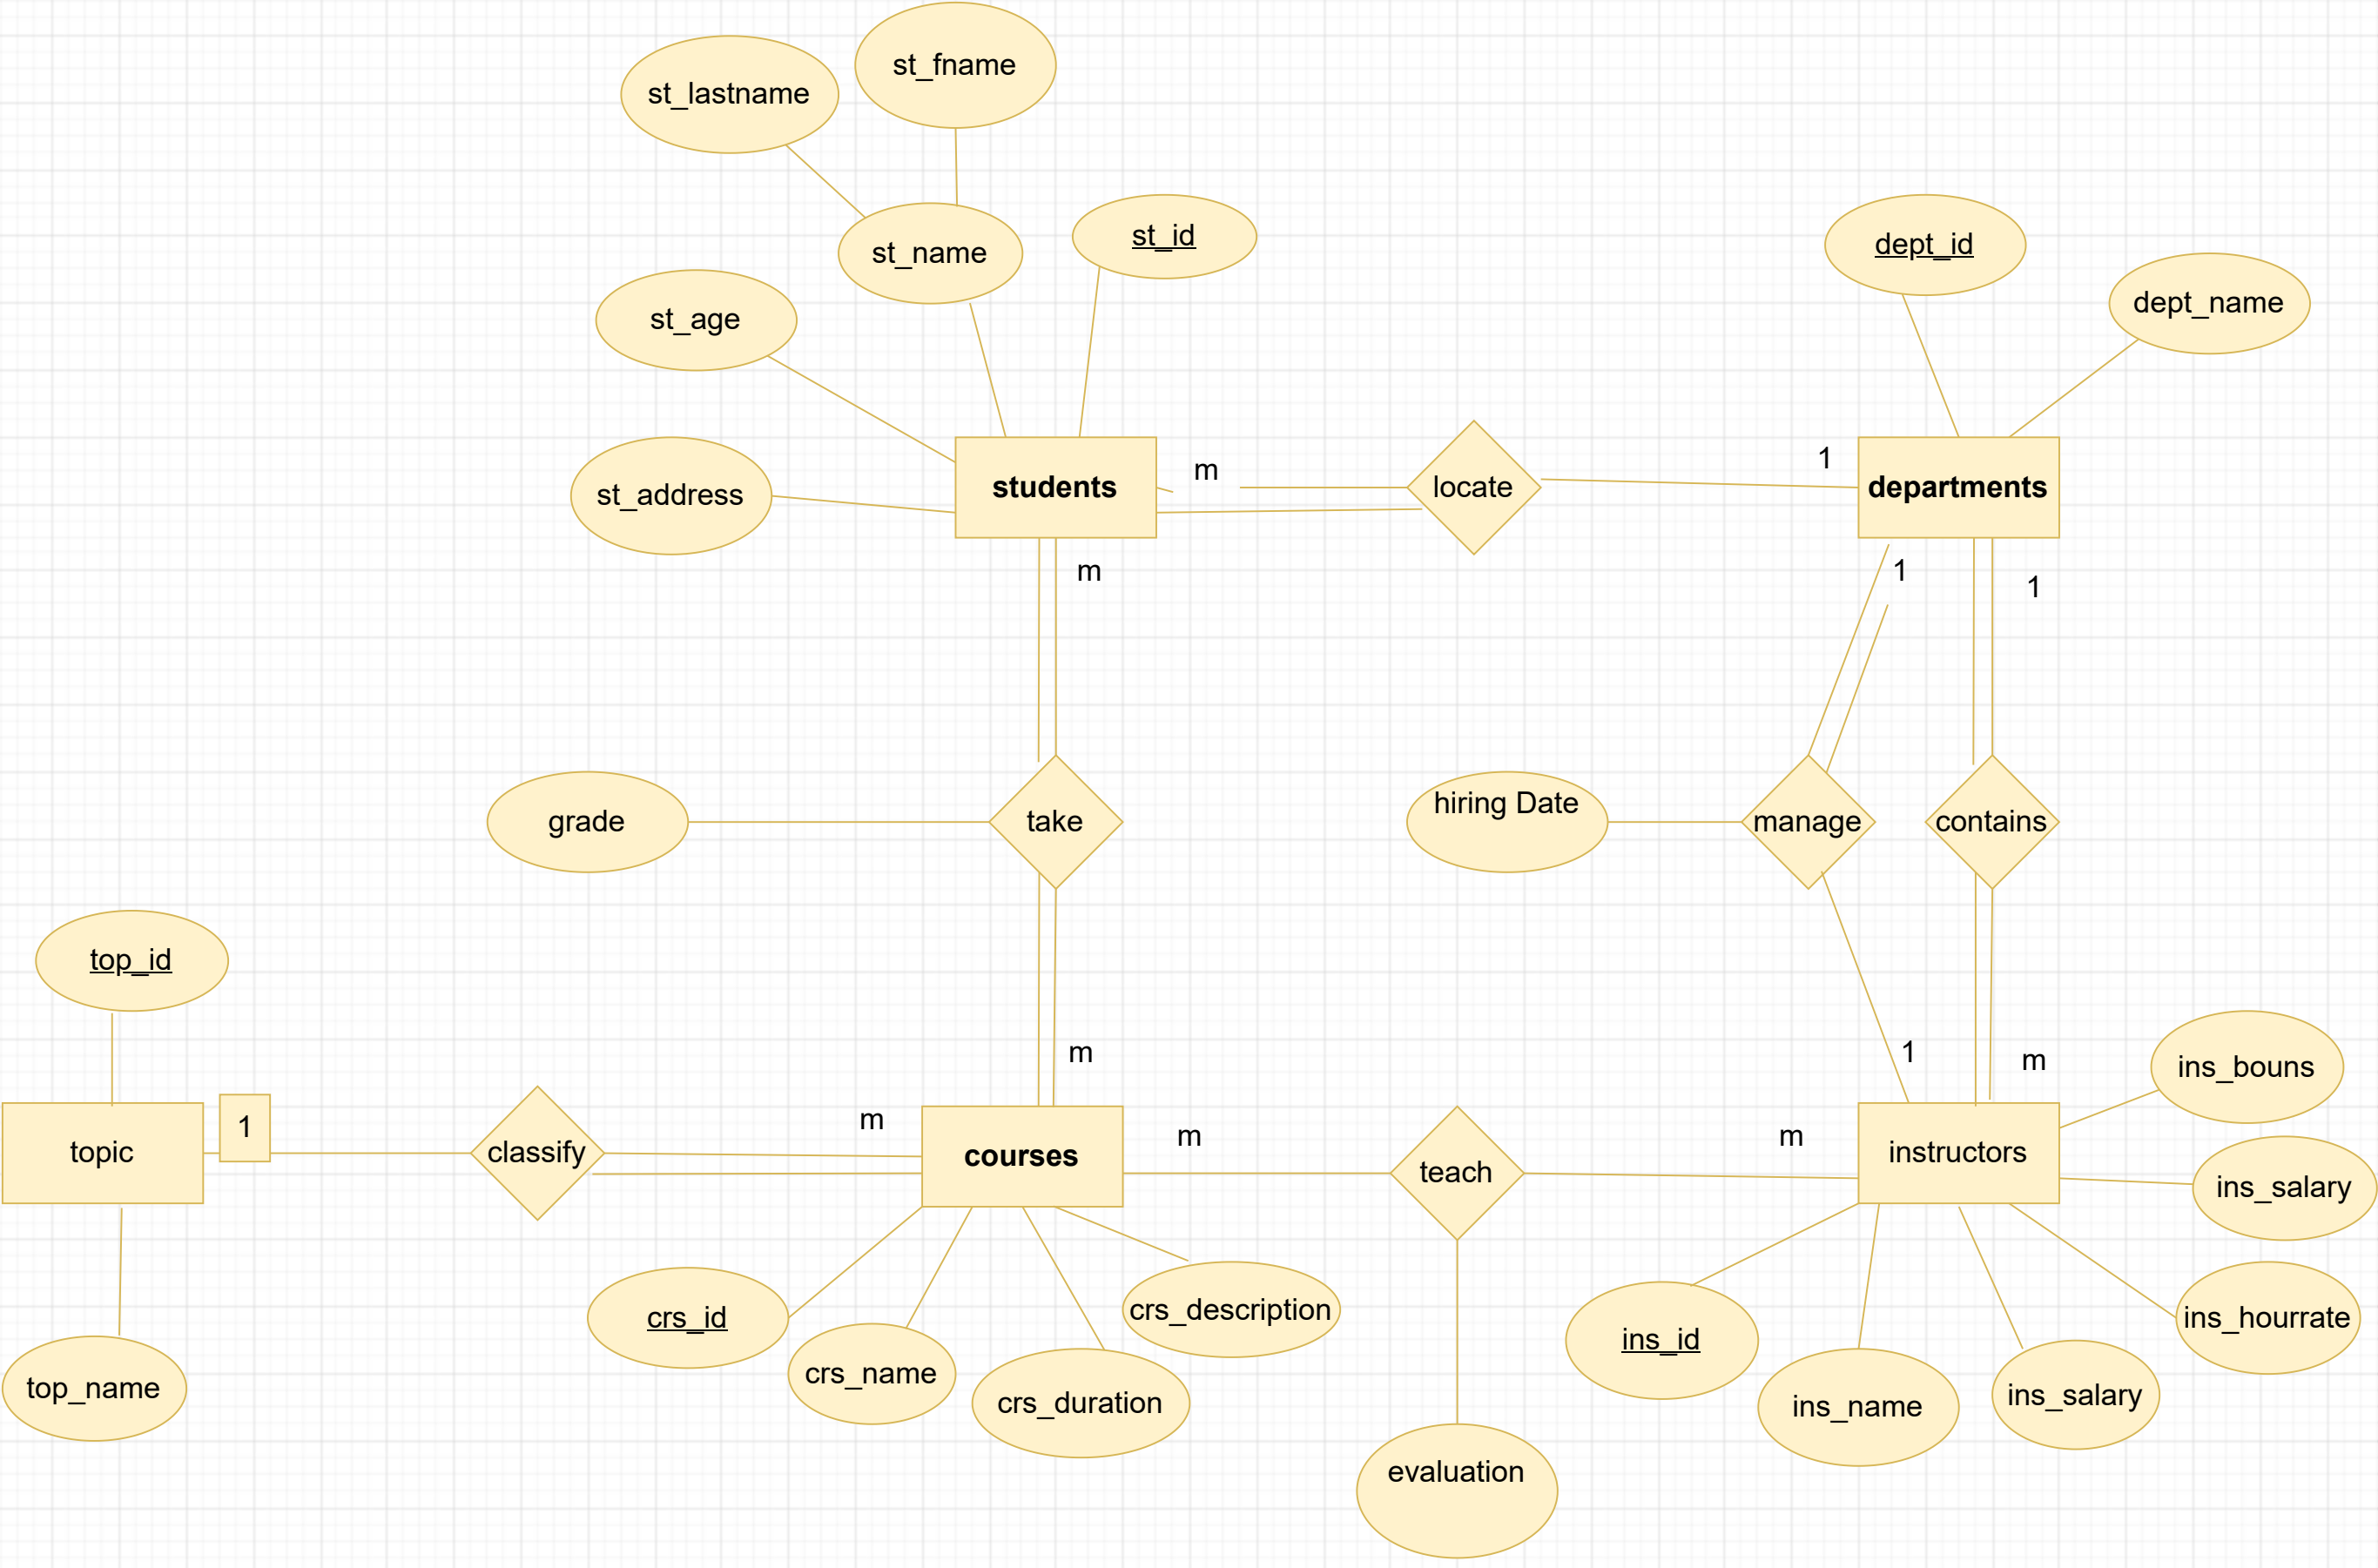 st_fname
st_lastname
st_id
dept_id
st_name
dept_name
st_age
1
m
students
locate
departments
st_address
m
1
1
hiring Date
grade
take
manage
contains
top_id
m
1
m
ins_bouns
m
1
m
m
topic
classify
courses
teach
instructors
ins_salary
crs_description
crs_id
ins_hourrate
ins_id
crs_name
top_name
ins_salary
crs_duration
ins_name
evaluation